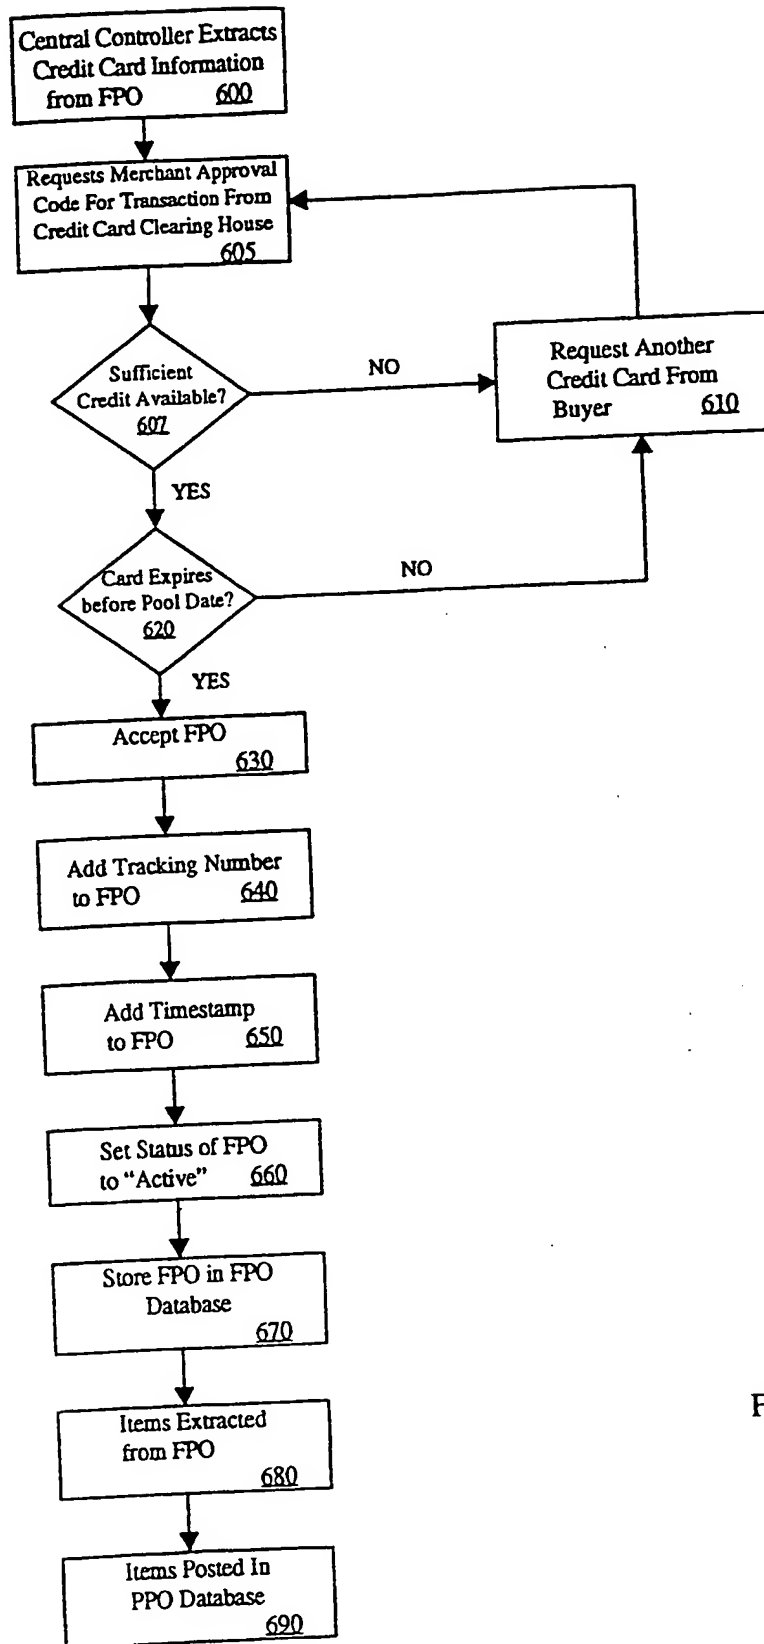 Central Controller Extracts
Credit Card Information
from FPO 600
Requests Merchant Approval
Code For Transaction From
Credit Card Clearing House
605
Sufficient
Credit Available?
607
NO
Request Another
Credit Card From
Buyer 610
YES
Card Expires
before Pool Date?
620
NO
YES
Accept FPO
630
Add Tracking Number
to FPO 640
Add Timestamp
to FPO 650
Set Status of FPO
to “Active” 660
Store FPO in FPO
Database
670
Items Extracted
from FPO
680
F
Items Posted In
PPO Database
690